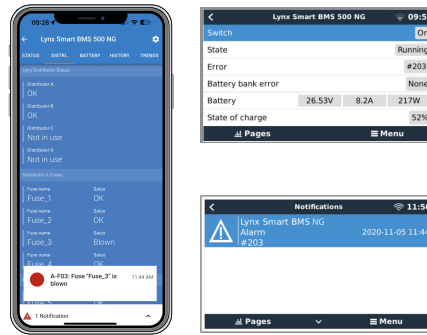 09:28
Lynx Smart BMS 500 NG
STATUS DISTRI... BATTERY HISTORY TRENDS
Lynx Distributor Status
Distributor A
OK
Distributor B
OK
Distributor C
Not in use
Distributor D
Not in use
Distributor A Fuses
Fuse name Status
Fuse_1 OK
Fuse name Status
Fuse_2 OK
Fuse name Status
Fuse_3 Blown
Fuse name Status
Fuse_4 OK
A-F03: Fuse "Fuse_3" is 11:44 AM
blown
1 Notification
Lynx Smart BMS 500 NG 09:5
Switch On
State Running
Error #203
Battery bank error None
Battery 26.53V 8.2A 217W
State of charge 52%
Pages Menu
Notifications 11:50
Lynx Smart BMS NG
Alarm 2020-11-05 11:44
#203
Pages Menu